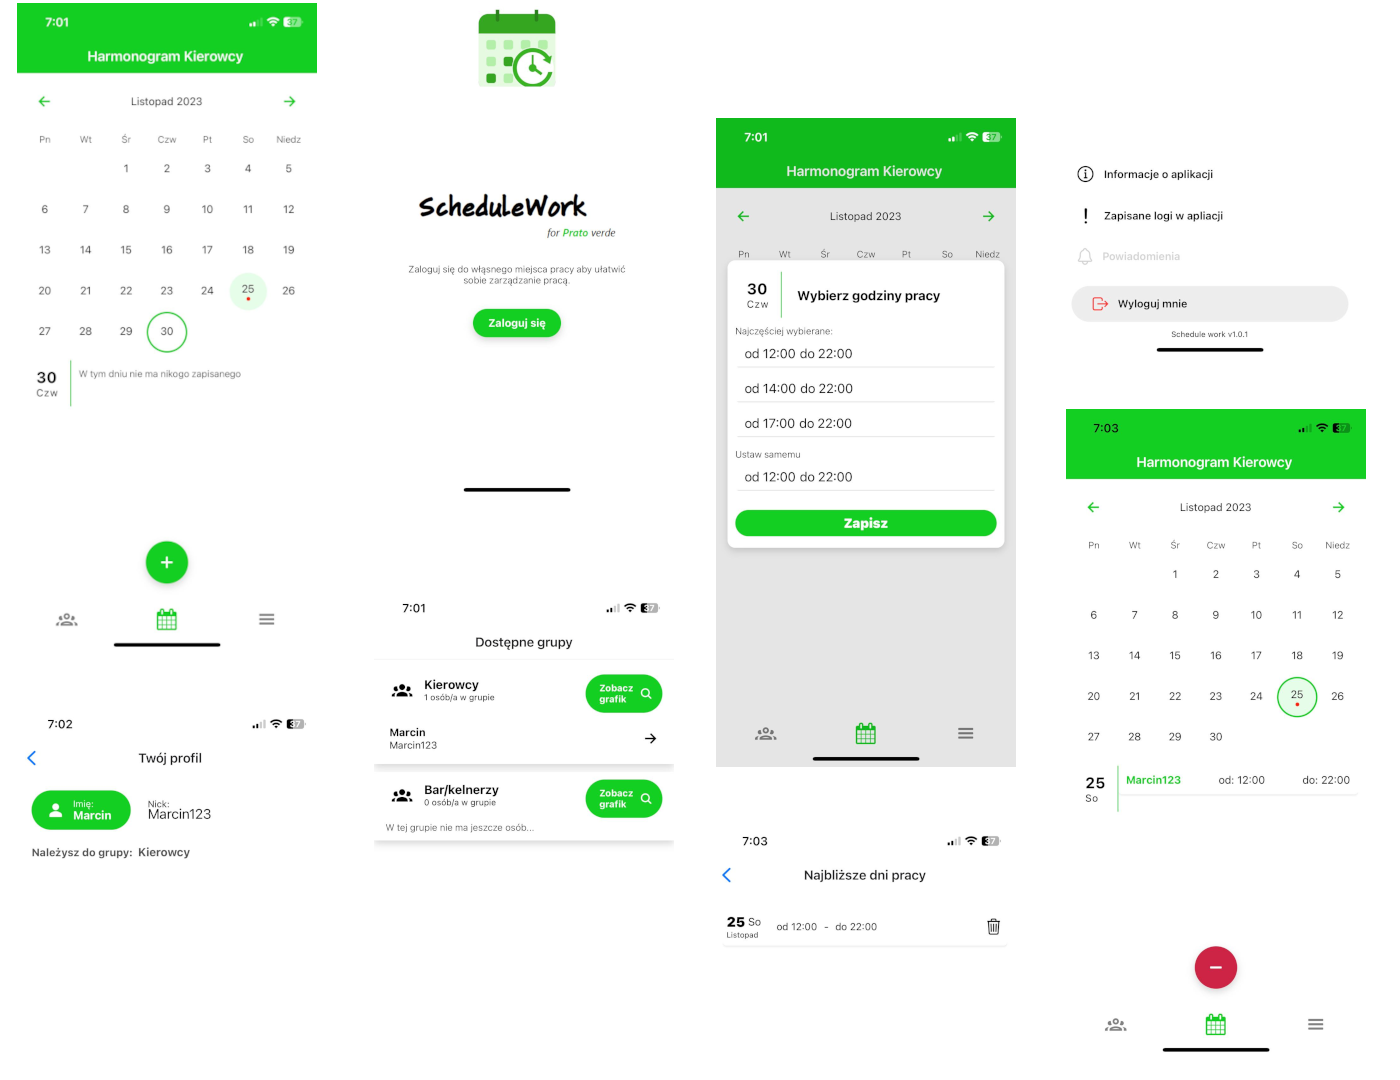 7:01
37
Harmonogram Kierowcy
Listopad 2023
Pn Wt Śr Czw Pt So Niedz
1 2 3 4 5
6 7 8 9 10 11 12
13 14 15 16 17 18 19
20 21 22 23 24 25 26
27 28 29 30
30
Czw
W tym dniu nie ma nikogo zapisanego
+
7:02
37
Twój profil
Imię:
Marcin
Nick:
Marcin123
Należysz do grupy: Kierowcy
ScheduleWork
for Prato verde
Zaloguj się do włąsnego miejsca pracy aby ułatwić
sobie zarządzanie pracą.
Zaloguj się
7:01
37
Dostępne grupy
Kierowcy
1 osób/a w grupie
Zobacz
grafik
Marcin
Marcin123
Bar/kelnerzy
0 osób/a w grupie
Zobacz
grafik
W tej grupie nie ma jeszcze osób...
7:01
37
Harmonogram Kierowcy
Listopad 2023
Pn Wt Śr Czw Pt So Niedz
30
Czw
Wybierz godziny pracy
Najczęściej wybierane:
od 12:00 do 22:00
od 14:00 do 22:00
od 17:00 do 22:00
Ustaw samemu
od 12:00 do 22:00
Zapisz
7:03
37
Najbliższe dni pracy
25 So
Listopad
od 12:00 - do 22:00
Informacje o aplikacji
Zapisane logi w apliacji
Powiadomienia
Wyloguj mnie
Schedule work v1.0.1
7:03
37
Harmonogram Kierowcy
Listopad 2023
Pn Wt Śr Czw Pt So Niedz
1 2 3 4 5
6 7 8 9 10 11 12
13 14 15 16 17 18 19
20 21 22 23 24 25 26
27 28 29 30
25
So
Marcin123 od: 12:00 do: 22:00